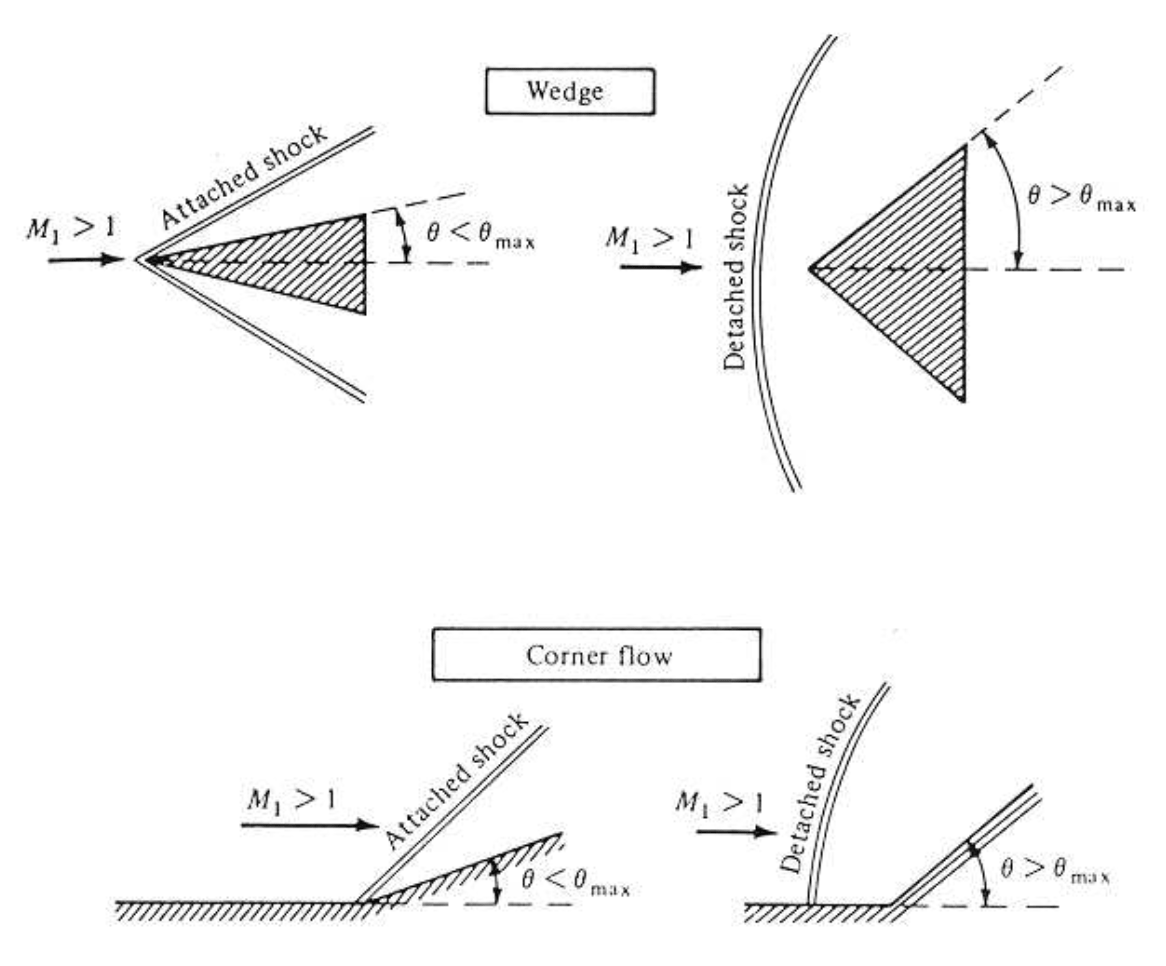 Wedge
Attached shock
M₁ > 1
θ < θmax
Detached shock
M₁ > 1
θ > θmax
Corner flow
Attached shock
M₁ > 1
θ < θmax
Detached shock
M₁ > 1
θ > θmax